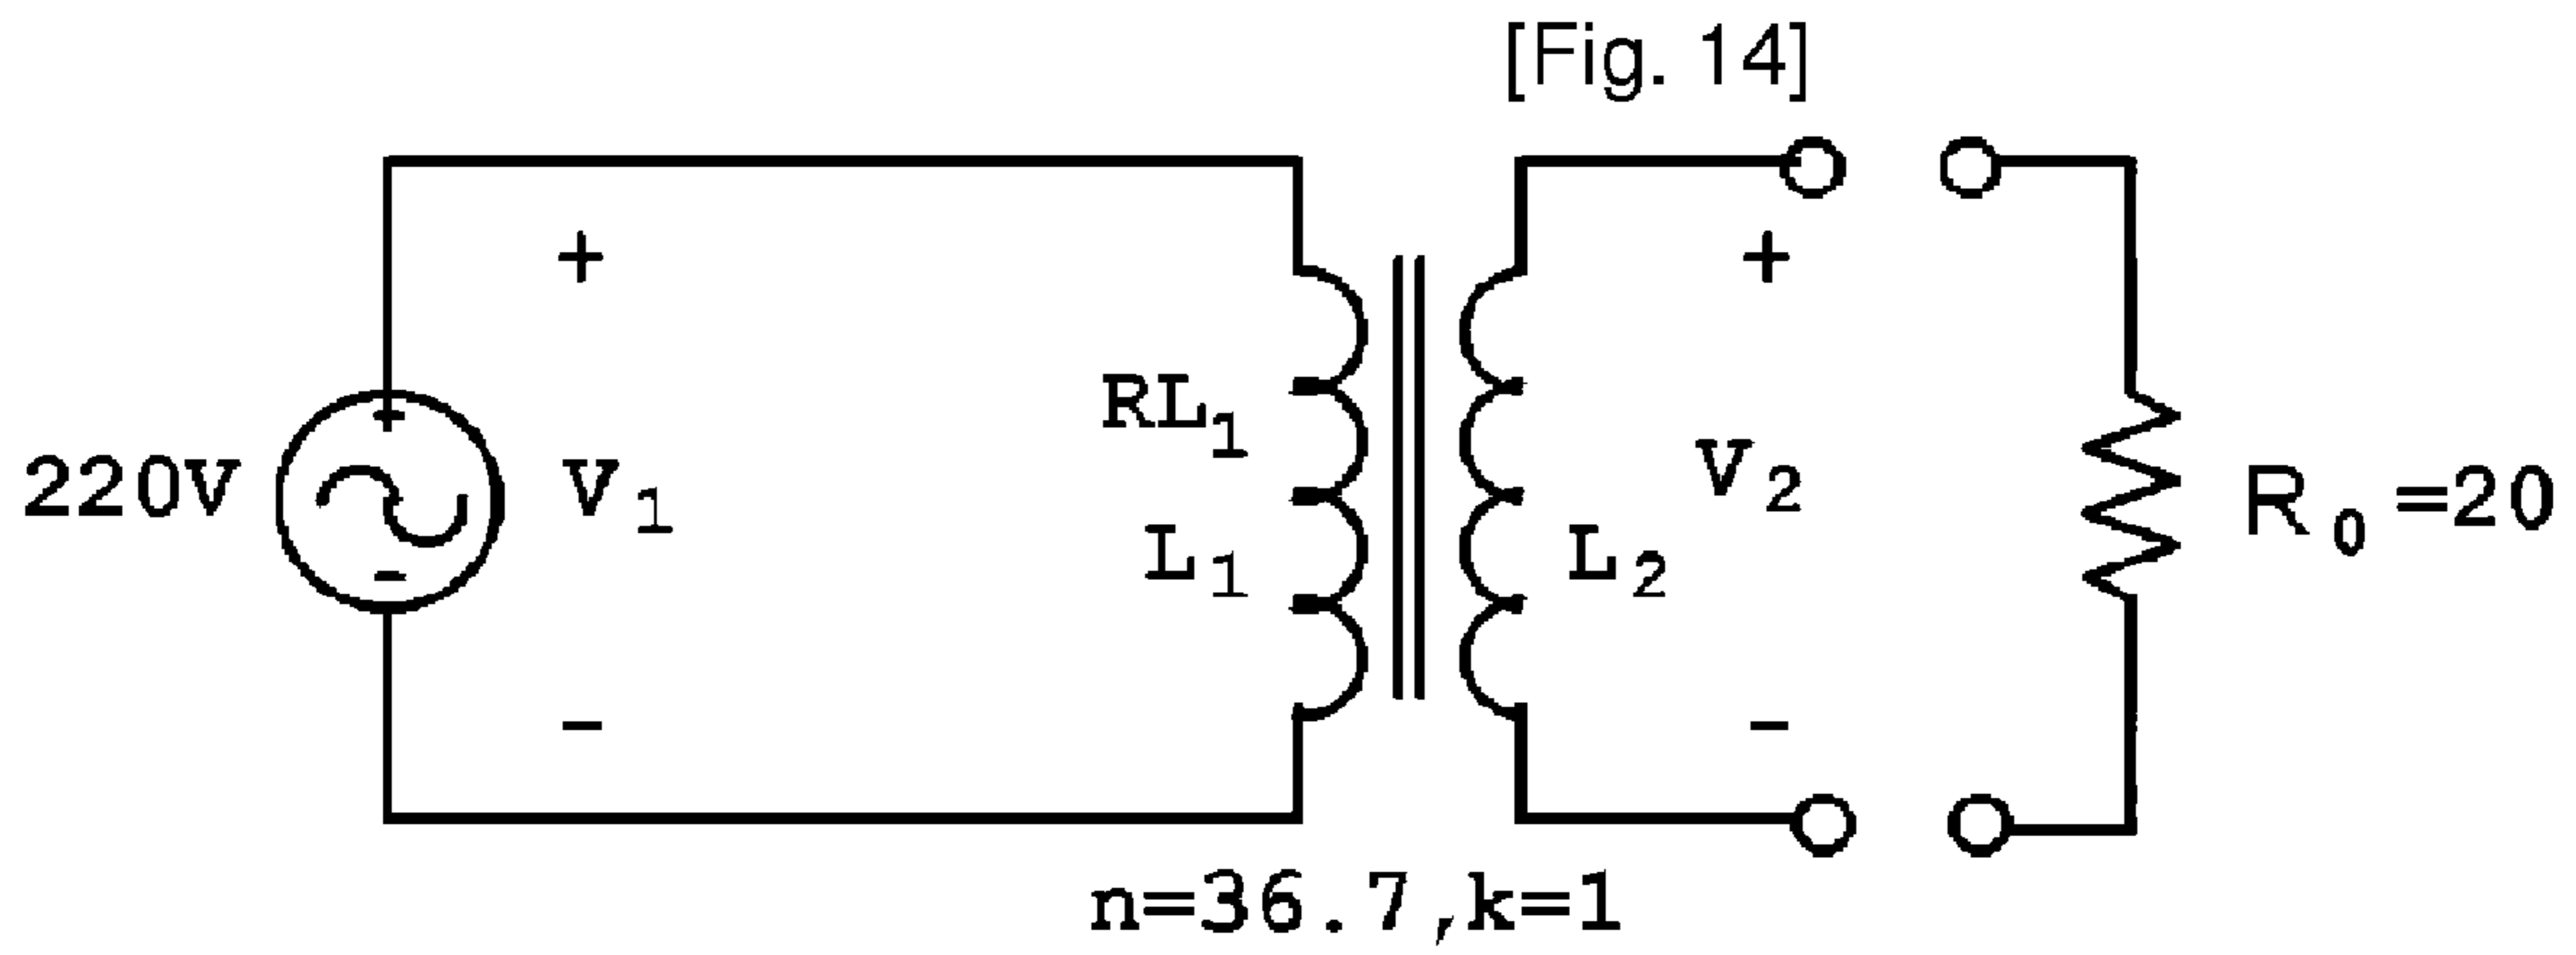 [Fig. 14]
+
+
RL1
220V
+
-
V1
V2
R0=20
L1
L2
-
-
n=36.7,k=1